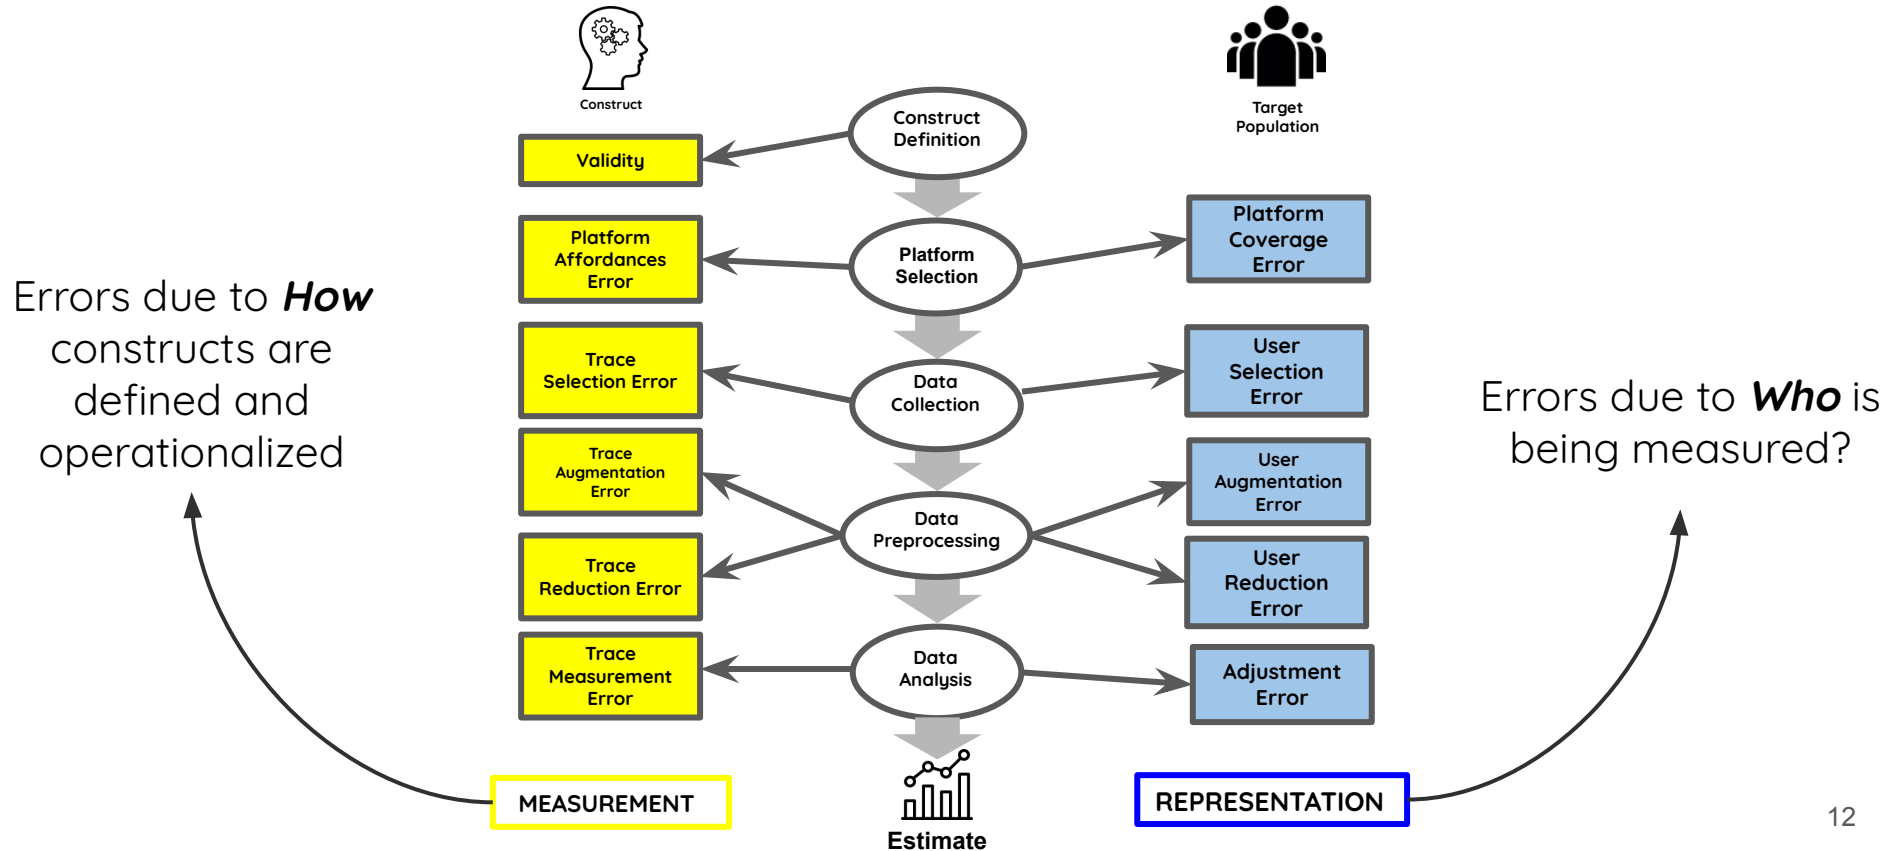 Construct
Target
Population
Construct
Definition
Validity
Platform
Affordances
Error
Platform
Selection
Platform
Coverage
Error
Errors due to How
constructs are
defined and
operationalized
Trace
Selection Error
Data
Collection
User
Selection
Error
Errors due to Who is
being measured?
Trace
Augmentation
Error
User
Augmentation
Error
Data
Preprocessing
Trace
Reduction Error
User
Reduction
Error
Trace
Measurement
Error
Data
Analysis
Adjustment
Error
MEASUREMENT
Estimate
REPRESENTATION
12